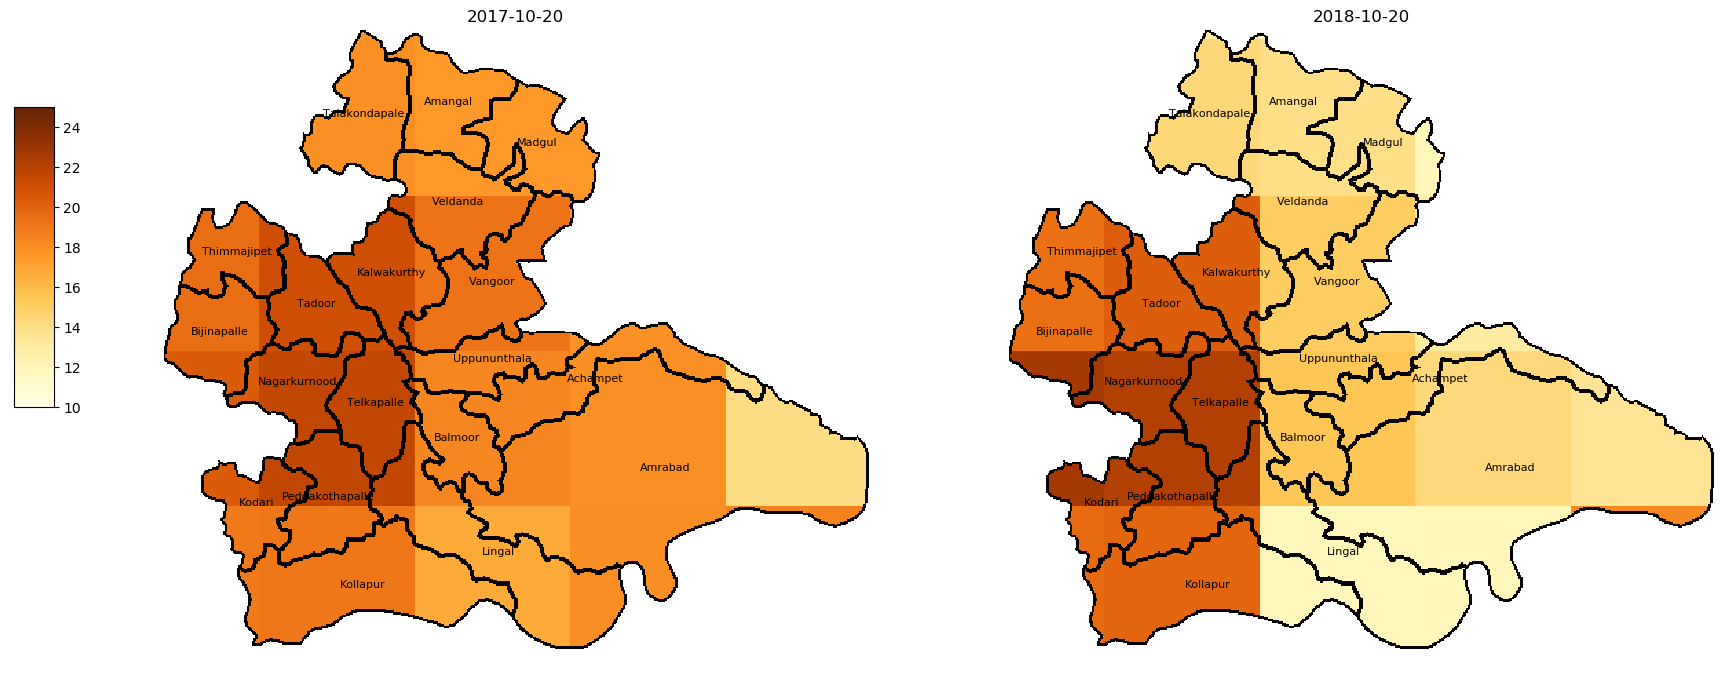 2017-10-20
2018-10-20
24
22
20
18
16
14
12
10
Talakondapale
Amangal
Madgul
Veldanda
Thimmajipet
Kalwakurthy
Vangoor
Tadoor
Bijinapalle
Uppununthala
Achampet
Nagarkurnood
Telkapalle
Balmoor
Amrabad
Peddakothapalle
Kodari
Lingal
Kollapur
Talakondapale
Amangal
Madgul
Veldanda
Thimmajipet
Kalwakurthy
Vangoor
Tadoor
Bijinapalle
Uppununthala
Achampet
Nagarkurnood
Telkapalle
Balmoor
Amrabad
Peddakothapalle
Kodari
Lingal
Kollapur